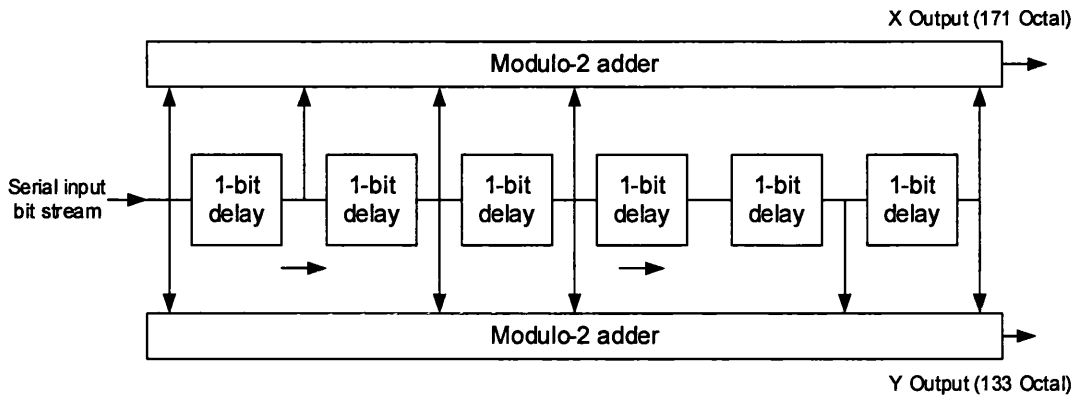 X Output (171 Octal)
Modulo-2 adder
Serial input
bit stream
1-bit
delay
1-bit
delay
1-bit
delay
1-bit
delay
1-bit
delay
1-bit
delay
Modulo-2 adder
Y Output (133 Octal)